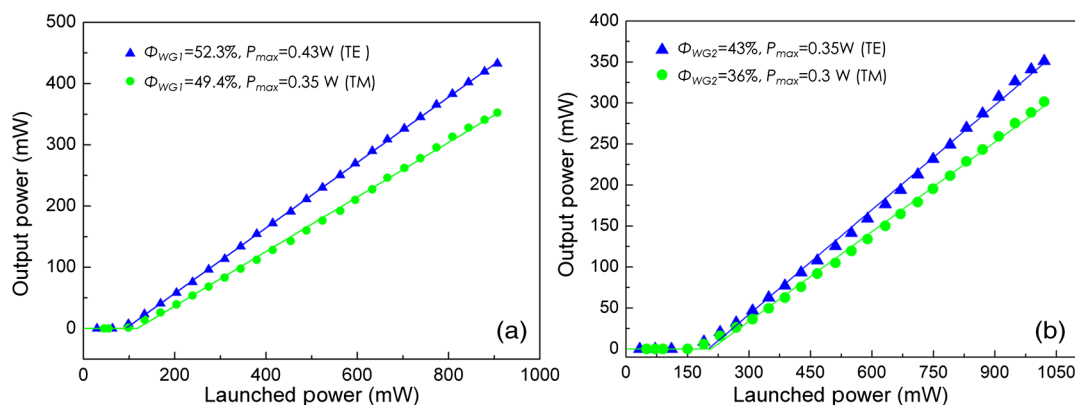 500
400
300
200
100
0
Output power (mW)
Φ_WG1=52.3%, P_max=0.43W (TE )
Φ_WG1=49.4%, P_max=0.35 W (TM)
(a)
0 200 400 600 800 1000
Launched power (mW)
400
350
300
250
200
150
100
50
0
Output power (mW)
Φ_WG2=43%, P_max=0.35W (TE)
Φ_WG2=36%, P_max=0.3 W (TM)
(b)
0 150 300 450 600 750 900 1050
Launched power (mW)